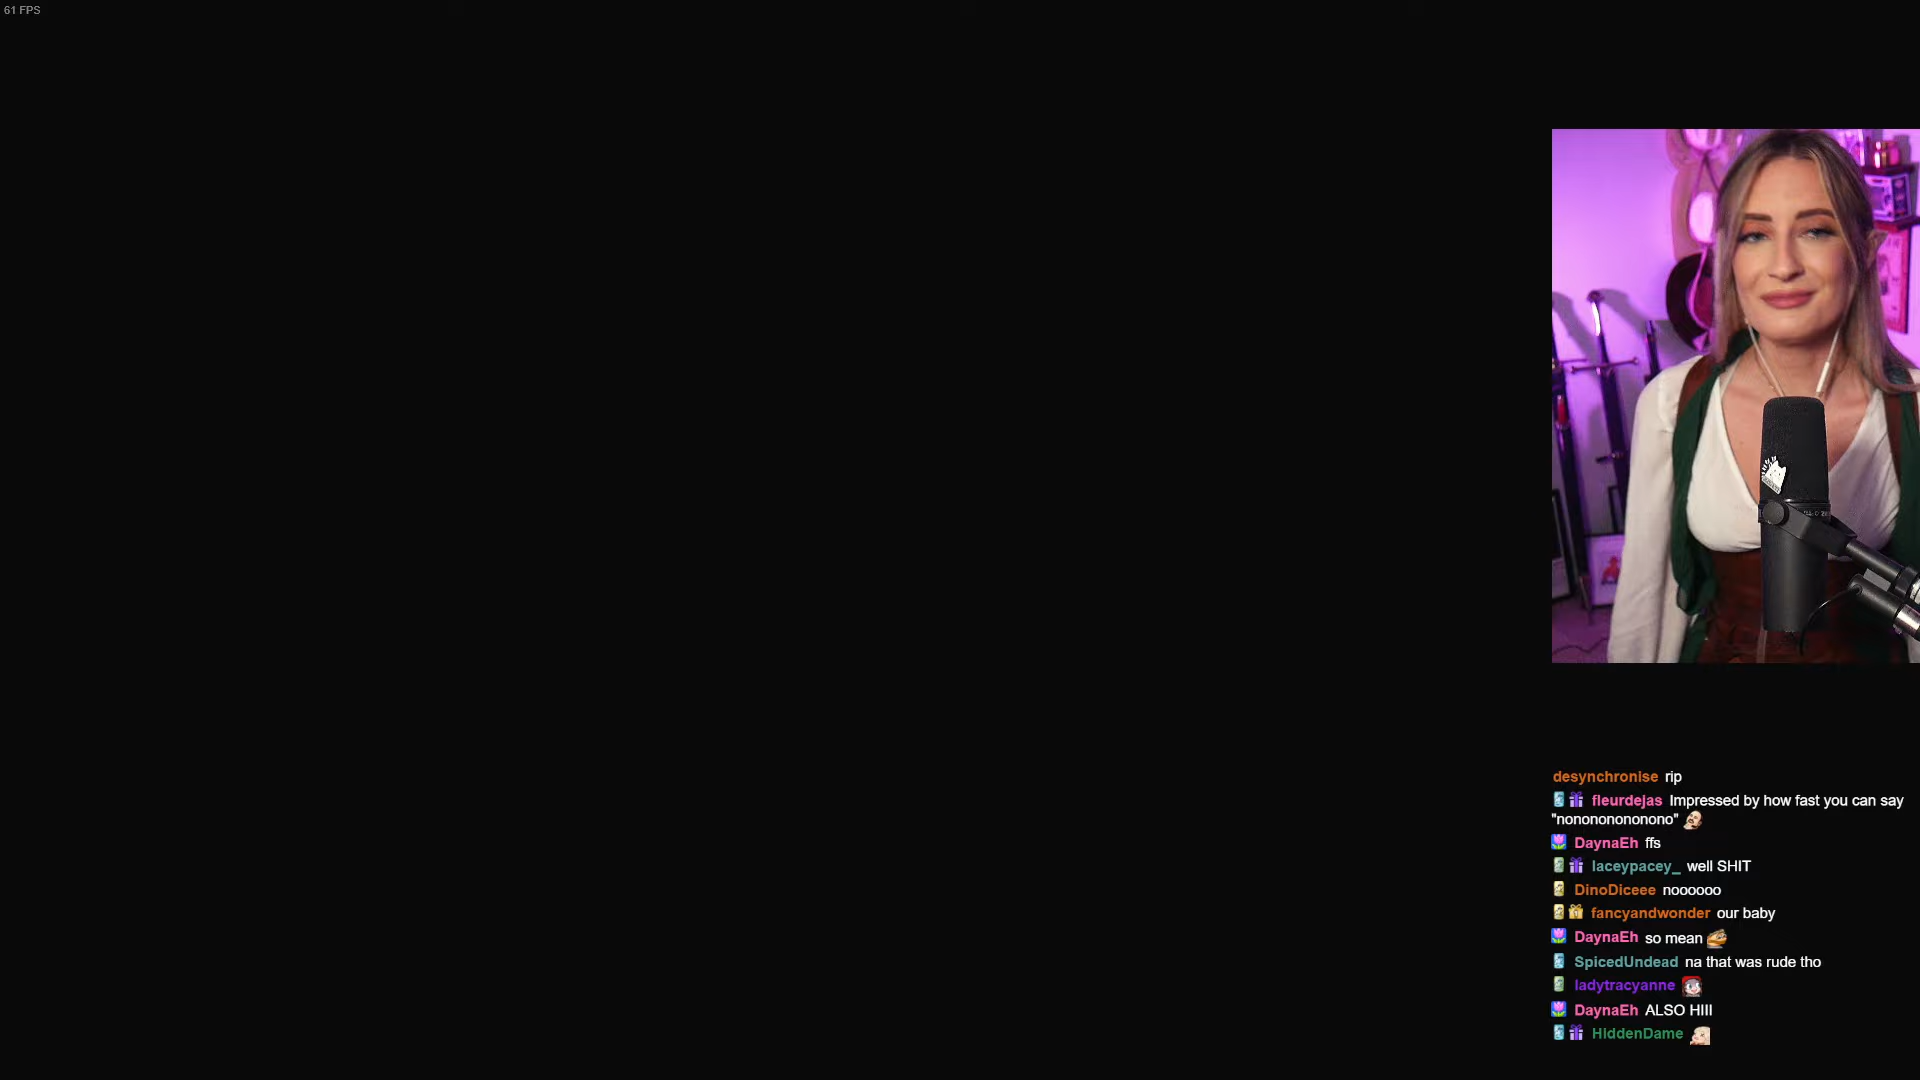 61 FPS
desynchronise rip
fleurdejas Impressed by how fast you can say
"nononononono"
DaynaEh ffs
laceypacey_ well SHIT
DinoDiceee noooooo
fancyandwonder our baby
DaynaEh so mean
SpicedUndead na that was rude tho
ladytracyanne
DaynaEh ALSO HIII
HiddenDame